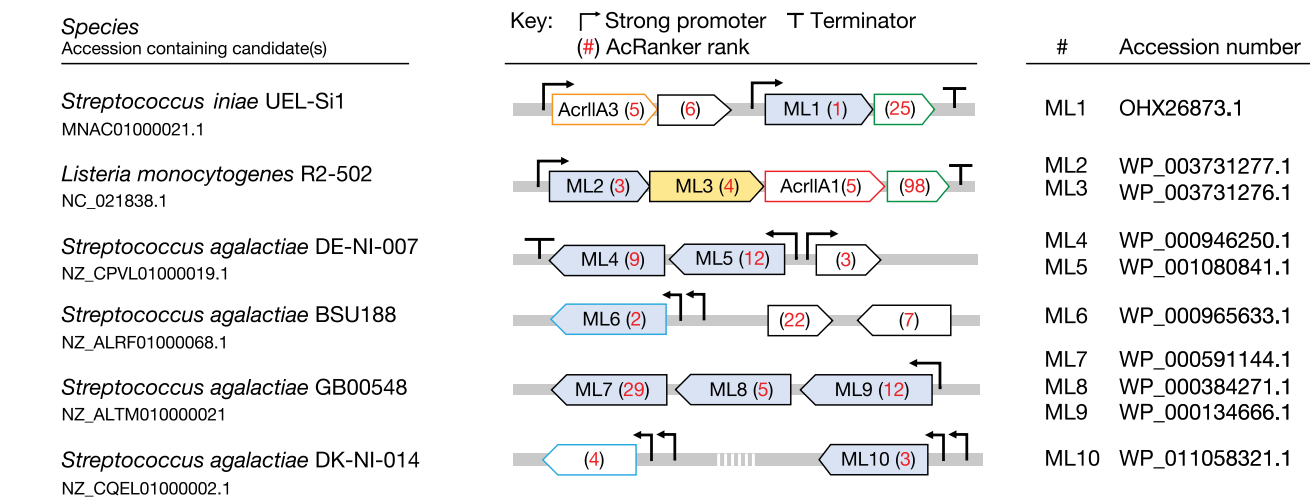 Species
Accession containing candidate(s)
Key: Strong promoter Terminator
(#) AcRanker rank
# Accession number
Streptococcus iniae UEL-Si1
MNAC01000021.1
AcrIIA3 (5) (6) ML1 (1) (25)
ML1 OHX26873.1
Listeria monocytogenes R2-502
NC_021838.1
ML2 (3) ML3 (4) AcrIIA1(5) (98)
ML2 WP_003731277.1
ML3 WP_003731276.1
Streptococcus agalactiae DE-NI-007
NZ_CPVL01000019.1
ML4 (9) ML5 (12) (3)
ML4 WP_000946250.1
ML5 WP_001080841.1
Streptococcus agalactiae BSU188
NZ_ALRF01000068.1
ML6 (2) (22) (7)
ML6 WP_000965633.1
Streptococcus agalactiae GB00548
NZ_ALTM010000021
ML7 (29) ML8 (5) ML9 (12)
ML7 WP_000591144.1
ML8 WP_000384271.1
ML9 WP_000134666.1
Streptococcus agalactiae DK-NI-014
NZ_CQEL01000002.1
(4) ML10 (3)
ML10 WP_011058321.1